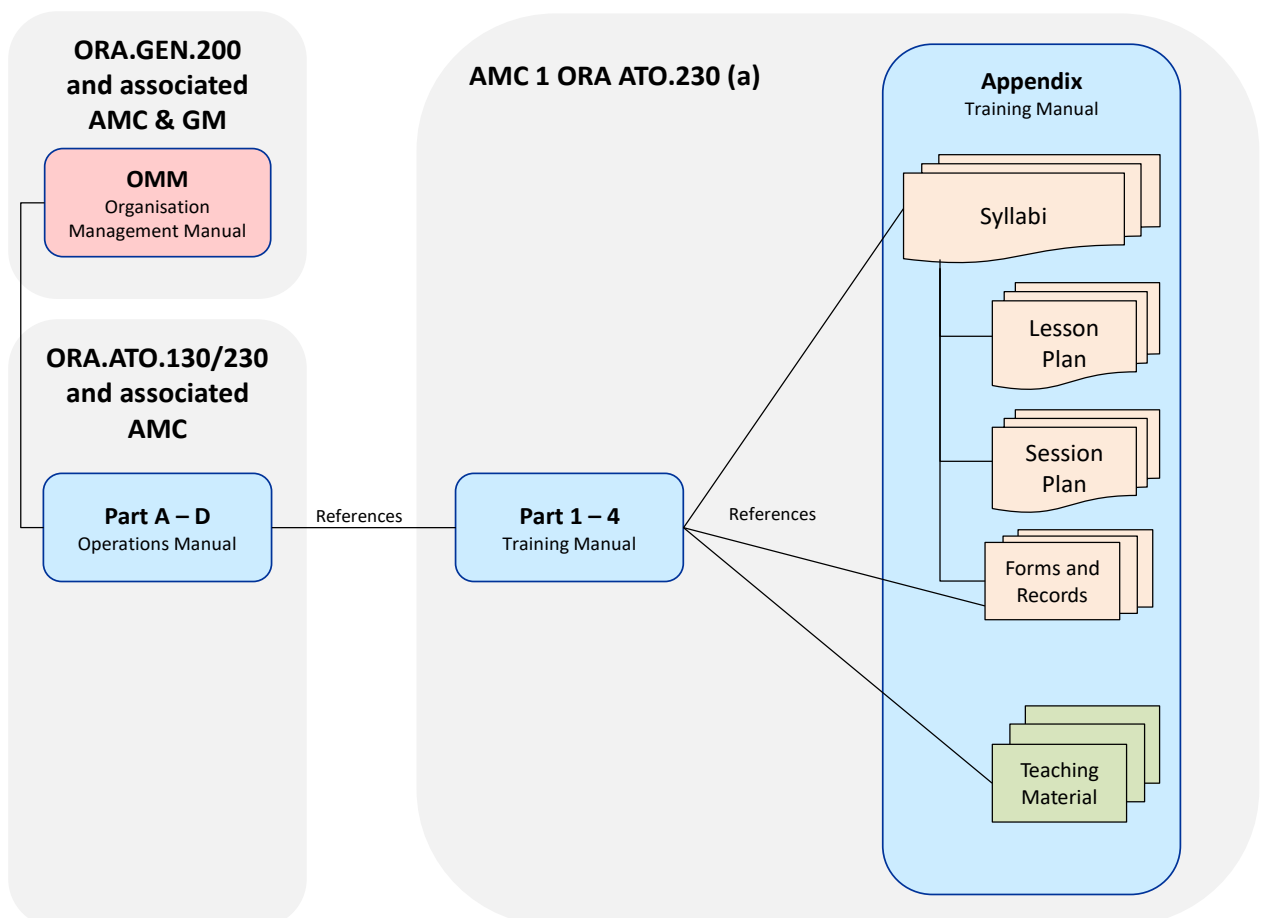 ORA.GEN.200
and associated
AMC & GM
OMM
Organisation
Management Manual
ORA.ATO.130/230
and associated
AMC
Part A – D
Operations Manual
References
AMC 1 ORA ATO.230 (a)
Part 1 – 4
Training Manual
References
Appendix
Training Manual
Syllabi
Lesson
Plan
Session
Plan
Forms and
Records
Teaching
Material